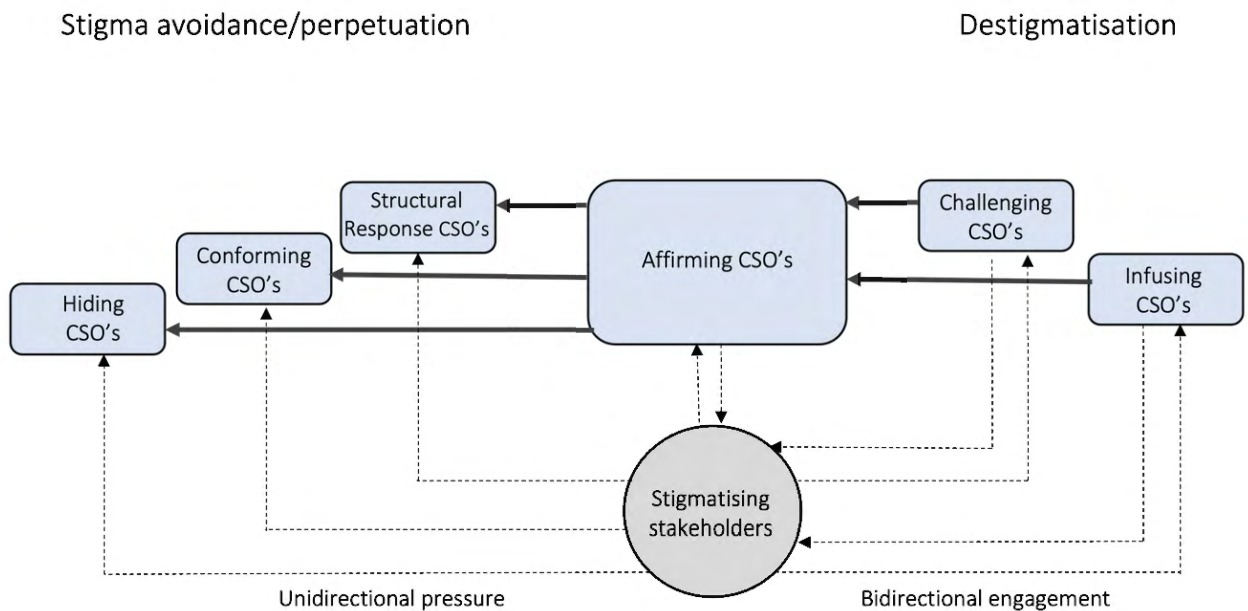 Stigma avoidance/perpetuation
Destigmatisation
Structural
Response CSO's
Challenging
CSO's
Conforming
CSO's
Affirming CSO's
Infusing
CSO's
Hiding
CSO's
Stigmatising
stakeholders
Unidirectional pressure
Bidirectional engagement